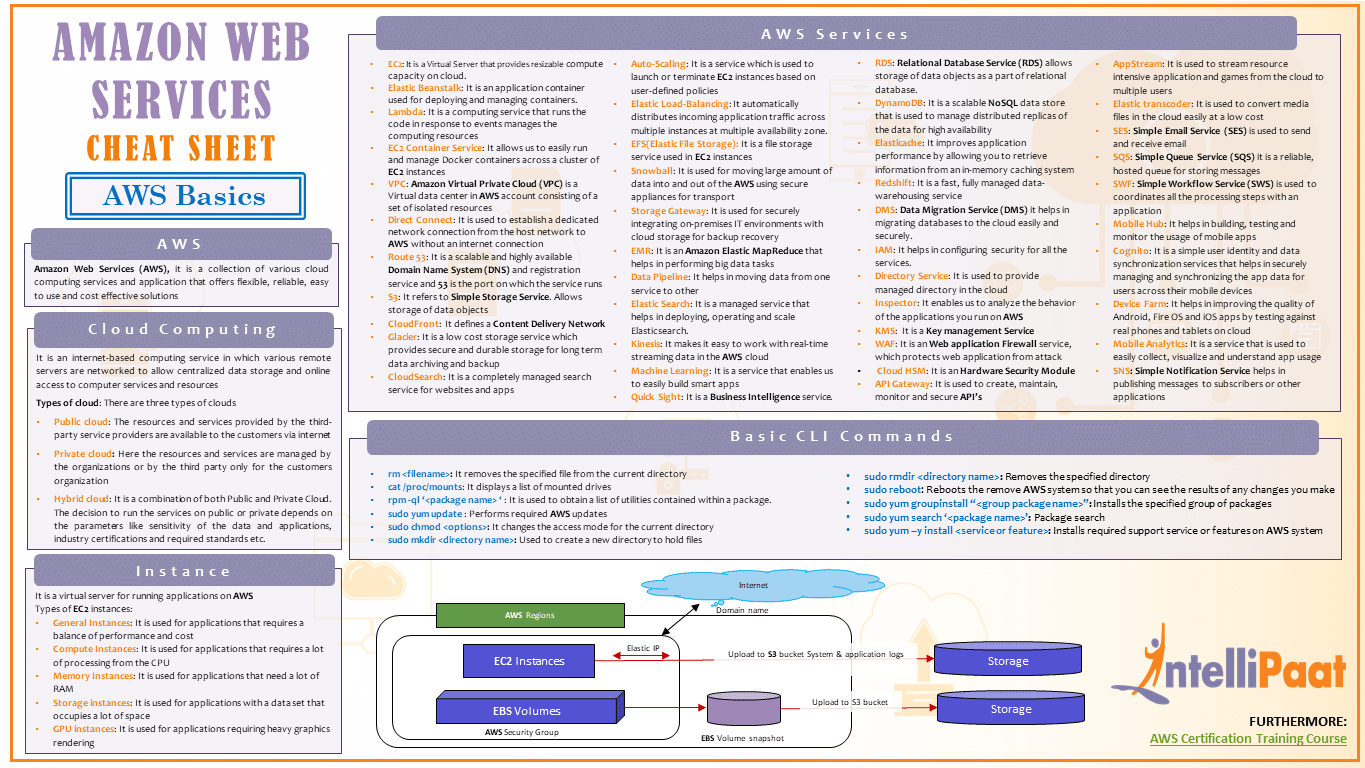 AMAZON WEB
SERVICES
CHEAT SHEET
AWS Basics
AWS
Amazon Web Services (AWS), it is a collection of various cloud
computing services and application that offers flexible, reliable, easy
to use and cost effective solutions
Cloud Computing
It is an internet-based computing service in which various remote
servers are networked to allow centralized data storage and online
access to computer services and resources
Types of cloud: There are three types of clouds
• Public cloud: The resources and services provided by the third-
party service providers are available to the customers via internet
• Private cloud: Here the resources and services are managed by
the organizations or by the third party only for the customers
organization
• Hybrid cloud: It is a combination of both Public and Private Cloud.
The decision to run the services on public or private depends on
the parameters like sensitivity of the data and applications,
industry certifications and required standards etc.
Instance
It is a virtual server for running applications on AWS
Types of EC2 instances:
• General Instances: It is used for applications that requires a
balance of performance and cost
• Compute Instances: It is used for applications that requires a lot
of processing from the CPU
• Memory Instances: It is used for applications that need a lot of
RAM
• Storage instances: It is used for applications with a data set that
occupies a lot of space
• GPU instances: It is used for applications requiring heavy graphics
rendering
AWS Services
• EC2: It is a Virtual Server that provides resizable compute
capacity on cloud.
• Elastic Beanstalk: It is an application container
used for deploying and managing containers.
• Lambda: It is a computing service that runs the
code in response to events manages the
computing resources
• EC2 Container Service: It allows us to easily run
and manage Docker containers across a cluster of
EC2 instances
• VPC: Amazon Virtual Private Cloud (VPC) is a
Virtual data center in AWS account consisting of a
set of isolated resources
• Direct Connect: It is used to establish a dedicated
network connection from the host network to
AWS without an internet connection
• Route 53: It is a scalable and highly available
Domain Name System (DNS) and registration
service and 53 is the port on which the service runs
• S3: It refers to Simple Storage Service. Allows
storage of data objects
• CloudFront: It defines a Content Delivery Network
• Glacier: It is a low cost storage service which
provides secure and durable storage for long term
data archiving and backup
• CloudSearch: It is a completely managed search
service for websites and apps
• Auto-Scaling: It is a service which is used to
launch or terminate EC2 instances based on
user-defined policies
• Elastic Load-Balancing: It automatically
distributes incoming application traffic across
multiple instances at multiple availability zone.
• EFS(Elastic File Storage): It is a file storage
service used in EC2 instances
• Snowball: It is used for moving large amount of
data into and out of the AWS using secure
appliances for transport
• Storage Gateway: It is used for securely
integrating on-premises IT environments with
cloud storage for backup recovery
• EMR: It is an Amazon Elastic MapReduce that
helps in performing big data tasks
• Data Pipeline: It helps in moving data from one
service to other
• Elastic Search: It is a managed service that
helps in deploying, operating and scale
Elasticsearch.
• Kinesis: It makes it easy to work with real-time
streaming data in the AWS cloud
• Machine Learning: It is a service that enables us
to easily build smart apps
• Quick Sight: It is a Business Intelligence service.
• RDS: Relational Database Service (RDS) allows
storage of data objects as a part of relational
database.
• DynamoDB: It is a scalable NoSQL data store
that is used to manage distributed replicas of
the data for high availability
• Elasticache: It improves application
performance by allowing you to retrieve
information from an in-memory caching system
• Redshift: It is a fast, fully managed data-
warehousing service
• DMS: Data Migration Service (DMS) it helps in
migrating databases to the cloud easily and
securely.
• IAM: It helps in configuring security for all the
services.
• Directory Service: It is used to provide
managed directory in the cloud
• Inspector: It enables us to analyze the behavior
of the applications you run on AWS
• KMS: It is a Key management Service
• WAF: It is an Web application Firewall service,
which protects web application from attack
• Cloud HSM: It is an Hardware Security Module
• API Gateway: It is used to create, maintain,
monitor and secure API's
• AppStream: It is used to stream resource
intensive application and games from the cloud to
multiple users
• Elastic transcoder: It is used to convert media
files in the cloud easily at a low cost
• SES: Simple Email Service (SES) is used to send
and receive email
• SQS: Simple Queue Service (SQS) it is a reliable,
hosted queue for storing messages
• SWF: Simple Workflow Service (SWS) is used to
coordinates all the processing steps with an
application
• Mobile Hub: It helps in building, testing and
monitor the usage of mobile apps
• Cognito: It is a simple user identity and data
synchronization services that helps in securely
managing and synchronizing the app data for
users across their mobile devices
• Device Farm: It helps in improving the quality of
Android, Fire OS and iOS apps by testing against
real phones and tablets on cloud
• Mobile Analytics: It is a service that is used to
easily collect, visualize and understand app usage
• SNS: Simple Notification Service helps in
publishing messages to subscribers or other
applications
Basic CLI Commands
• rm <filename>: It removes the specified file from the current directory
• cat /proc/mounts: It displays a list of mounted drives
• rpm -ql ‘<package name> ‘ : It is used to obtain a list of utilities contained within a package.
• sudo yum update : Performs required AWS updates
• sudo chmod <options>: It changes the access mode for the current directory
• sudo mkdir <directory name>: Used to create a new directory to hold files
• sudo rmdir <directory name>: Removes the specified directory
• sudo reboot: Reboots the remove AWS system so that you can see the results of any changes you make
• sudo yum groupinstall “<group package name>”: Installs the specified group of packages
• sudo yum search ‘<package name>’: Package search
• sudo yum –y install <service or feature>: Installs required support service or features on AWS system
Internet
Domain name
AWS Regions
Elastic IP
EC2 Instances
Upload to S3 bucket System & application logs
Storage
EBS Volumes
Upload to S3 bucket
Storage
AWS Security Group
EBS Volume snapshot
IntelliPaat
FURTHERMORE:
AWS Certification Training Course